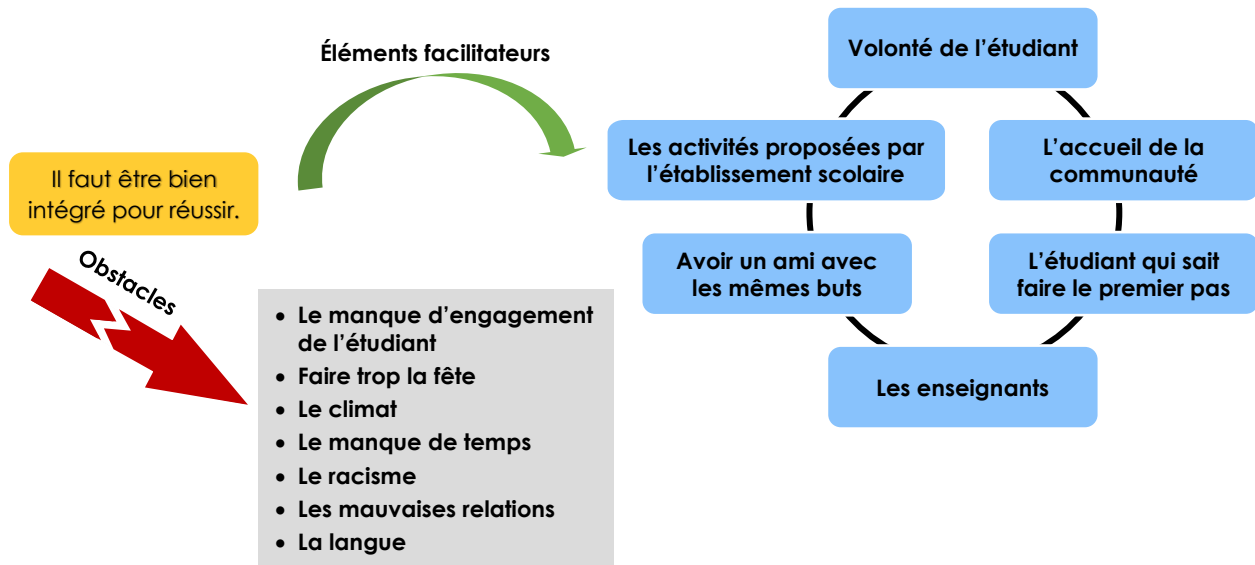 Éléments facilitateurs
Il faut être bien
intégré pour réussir.
Obstacles
• Le manque d'engagement
de l'étudiant
• Faire trop la fête
• Le climat
• Le manque de temps
• Le racisme
• Les mauvaises relations
• La langue
Volonté de l'étudiant
L'accueil de la
communauté
L'étudiant qui sait
faire le premier pas
Les enseignants
Avoir un ami avec
les mêmes buts
Les activités proposées par
l'établissement scolaire